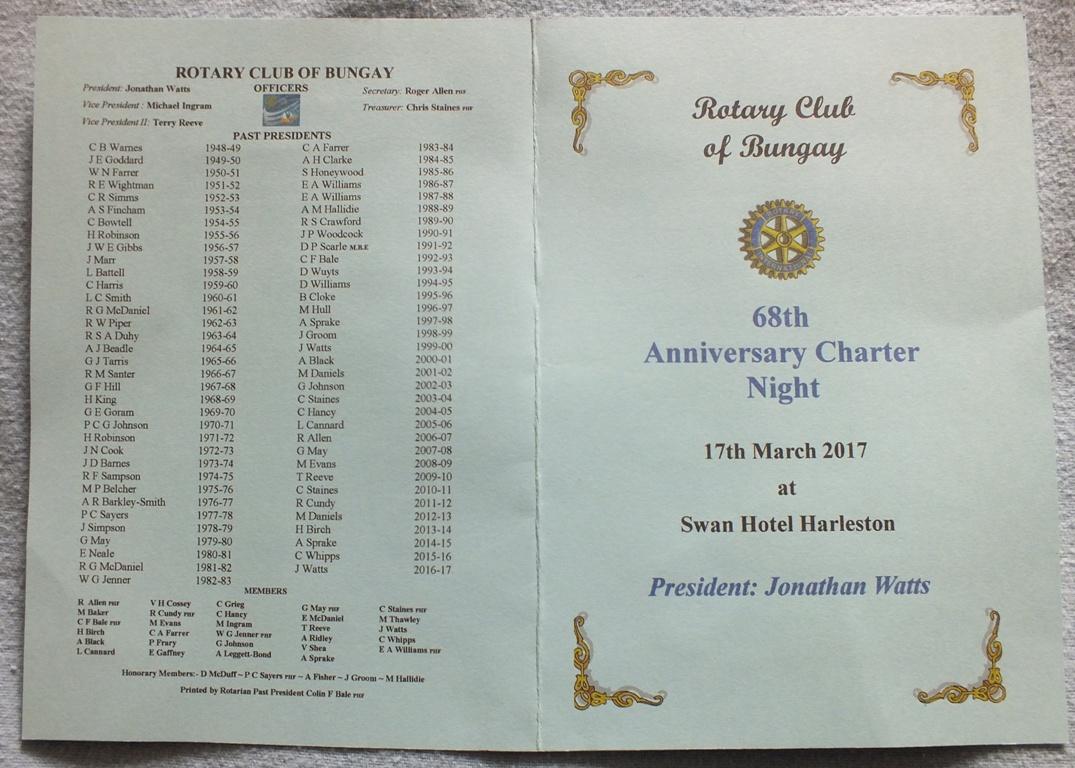 ROTARY CLUB OF BUNGAY
OFFICERS
President: Jonathan Watts
Vice President : Michael Ingram
Vice President II: Terry Reeve
Secretary: Roger Allen PHF
Treasurer: Chris Staines PHF
PAST PRESIDENTS
C B Warnes 1948-49
J E Goddard 1949-50
W N Farrer 1950-51
R E Wightman 1951-52
C R Simms 1952-53
A S Fincham 1953-54
C Bowtell 1954-55
H Robinson 1955-56
J W E Gibbs 1956-57
J Marr 1957-58
L Battell 1958-59
C Harris 1959-60
L C Smith 1960-61
R G McDaniel 1961-62
R W Piper 1962-63
R S A Duhy 1963-64
A J Beadle 1964-65
G J Tarris 1965-66
R M Santer 1966-67
G F Hill 1967-68
H King 1968-69
G E Goram 1969-70
P C G Johnson 1970-71
H Robinson 1971-72
J N Cook 1972-73
J D Barnes 1973-74
R F Sampson 1974-75
M P Belcher 1975-76
A R Barkley-Smith 1976-77
P C Sayers 1977-78
J Simpson 1978-79
G May 1979-80
E Neale 1980-81
R G McDaniel 1981-82
W G Jenner 1982-83
C A Farrer 1983-84
A H Clarke 1984-85
S Honeywood 1985-86
E A Williams 1986-87
E A Williams 1987-88
A M Hallidie 1988-89
R S Crawford 1989-90
J P Woodcock 1990-91
D P Scarle M.B.E 1991-92
C F Bale 1992-93
D Wuyts 1993-94
D Williams 1994-95
B Cloke 1995-96
M Hull 1996-97
A Sprake 1997-98
J Groom 1998-99
J Watts 1999-00
A Black 2000-01
M Daniels 2001-02
G Johnson 2002-03
C Staines 2003-04
C Hancy 2004-05
L Cannard 2005-06
R Allen 2006-07
G May 2007-08
M Evans 2008-09
T Reeve 2009-10
C Staines 2010-11
R Cundy 2011-12
M Daniels 2012-13
H Birch 2013-14
A Sprake 2014-15
C Whipps 2015-16
J Watts 2016-17
MEMBERS
R Allen PHF
M Baker
C F Bale PHF
H Birch
A Black
L Cannard
V H Cossey
R Cundy PHF
M Evans
C A Farrer
P Frary
E Gaffney
C Grieg
C Hancy
M Ingram
W G Jenner PHF
G Johnson
A Leggett-Bond
G May PHF
E McDaniel
T Reeve
A Ridley
V Shea
A Sprake
C Staines PHF
M Thawley
J Watts
C Whipps
E A Williams PHF
Honorary Members:- D McDuff ~ P C Sayers PHF ~ A Fisher ~ J Groom ~ M Hallidie
Printed by Rotarian Past President Colin F Bale PHF
Rotary Club
of Bungay
ROTARY
INTERNATIONAL
68th
Anniversary Charter
Night
17th March 2017
at
Swan Hotel Harleston
President: Jonathan Watts